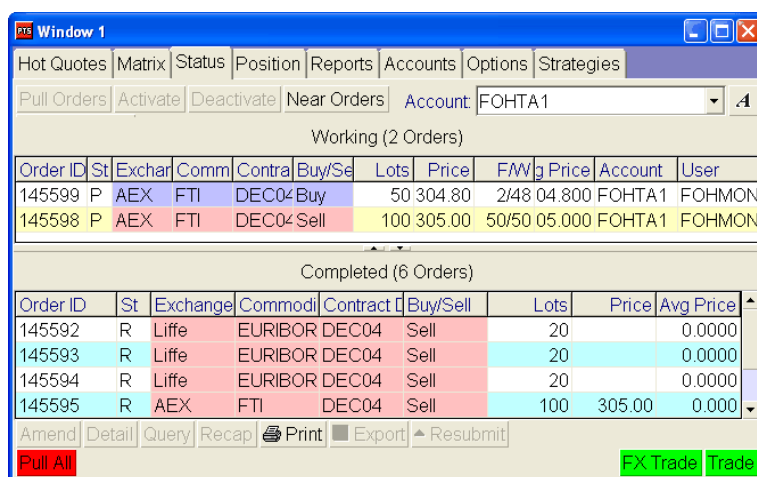 PTS Window 1
Hot Quotes Matrix Status Position Reports Accounts Options Strategies
Pull Orders Activate Deactivate Near Orders Account: FOHTA1 A
Working (2 Orders)
Order ID St Exchar Comm Contra Buy/Se Lots Price F/W g Price Account User
145599 P AEX FTI DEC04 Buy 50 304.80 2/48 04.800 FOHTA1 FOHMON
145598 P AEX FTI DEC04 Sell 100 305.00 50/50 05.000 FOHTA1 FOHMON
Completed (6 Orders)
Order ID St Exchange Commodi Contract D Buy/Sell Lots Price Avg Price
145592 R Liffe EURIBOR DEC04 Sell 20 0.0000
145593 R Liffe EURIBOR DEC04 Sell 20 0.0000
145594 R Liffe EURIBOR DEC04 Sell 20 0.0000
145595 R AEX FTI DEC04 Sell 100 305.00 0.000
Amend Detail Query Recap Print Export Resubmit
Pull All FX Trade Trade